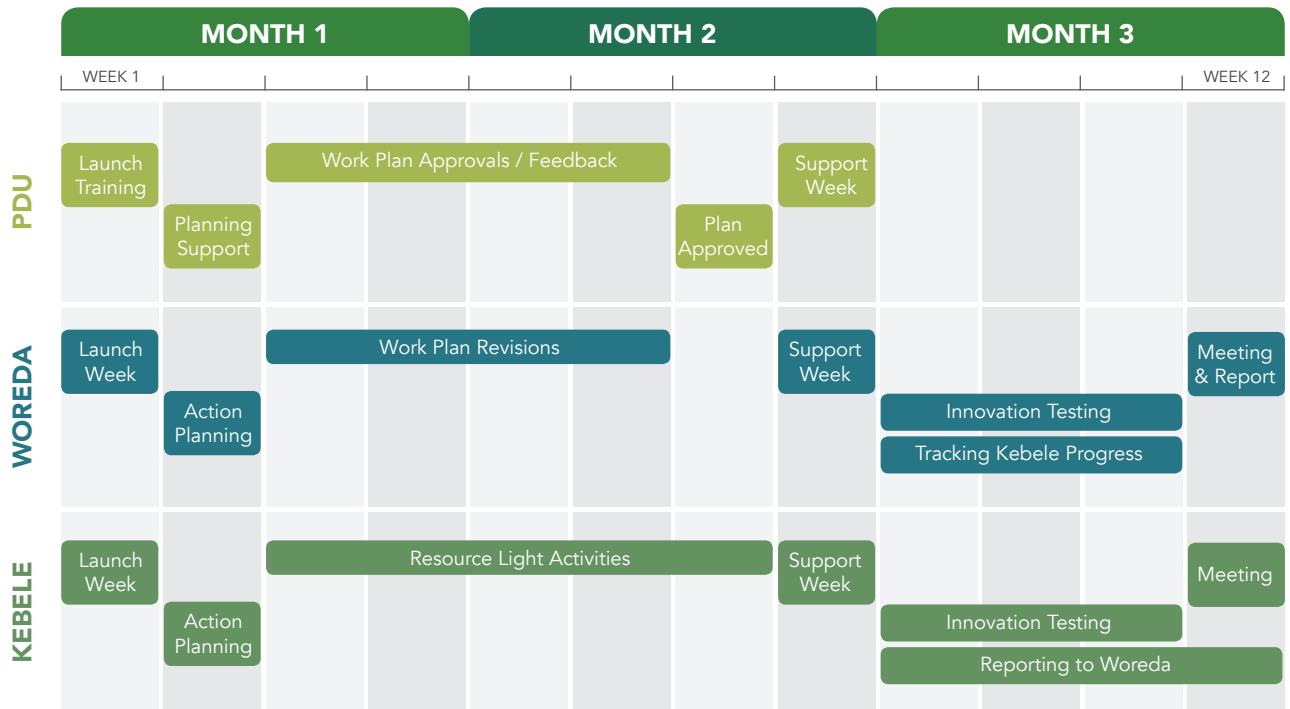 MONTH 1
MONTH 2
MONTH 3
WEEK 1
WEEK 12
PDU
Launch
Training
Work Plan Approvals / Feedback
Support
Week
Planning
Support
Plan
Approved
WOREDA
Launch
Week
Work Plan Revisions
Support
Week
Meeting
& Report
Action
Planning
Innovation Testing
Tracking Kebele Progress
KEBELE
Launch
Week
Resource Light Activities
Support
Week
Meeting
Action
Planning
Innovation Testing
Reporting to Woreda